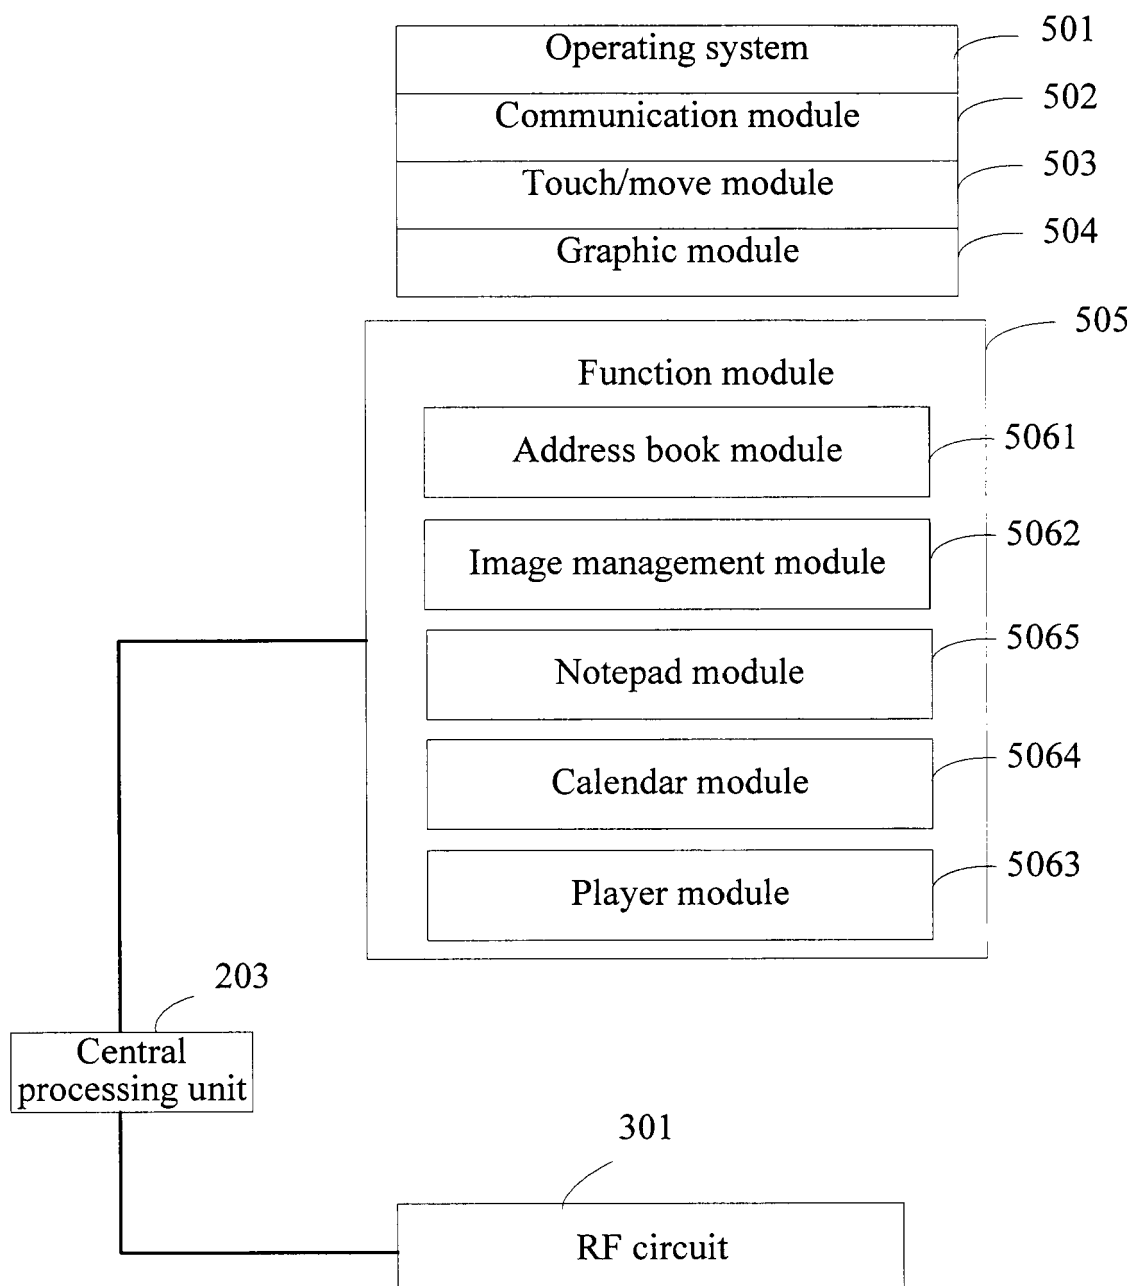 Operating system
501
Communication module
502
Touch/move module
503
Graphic module
504
505
Function module
Address book module
5061
Image management module
5062
Notepad module
5065
Calendar module
5064
Player module
5063
203
Central
processing unit
301
RF circuit